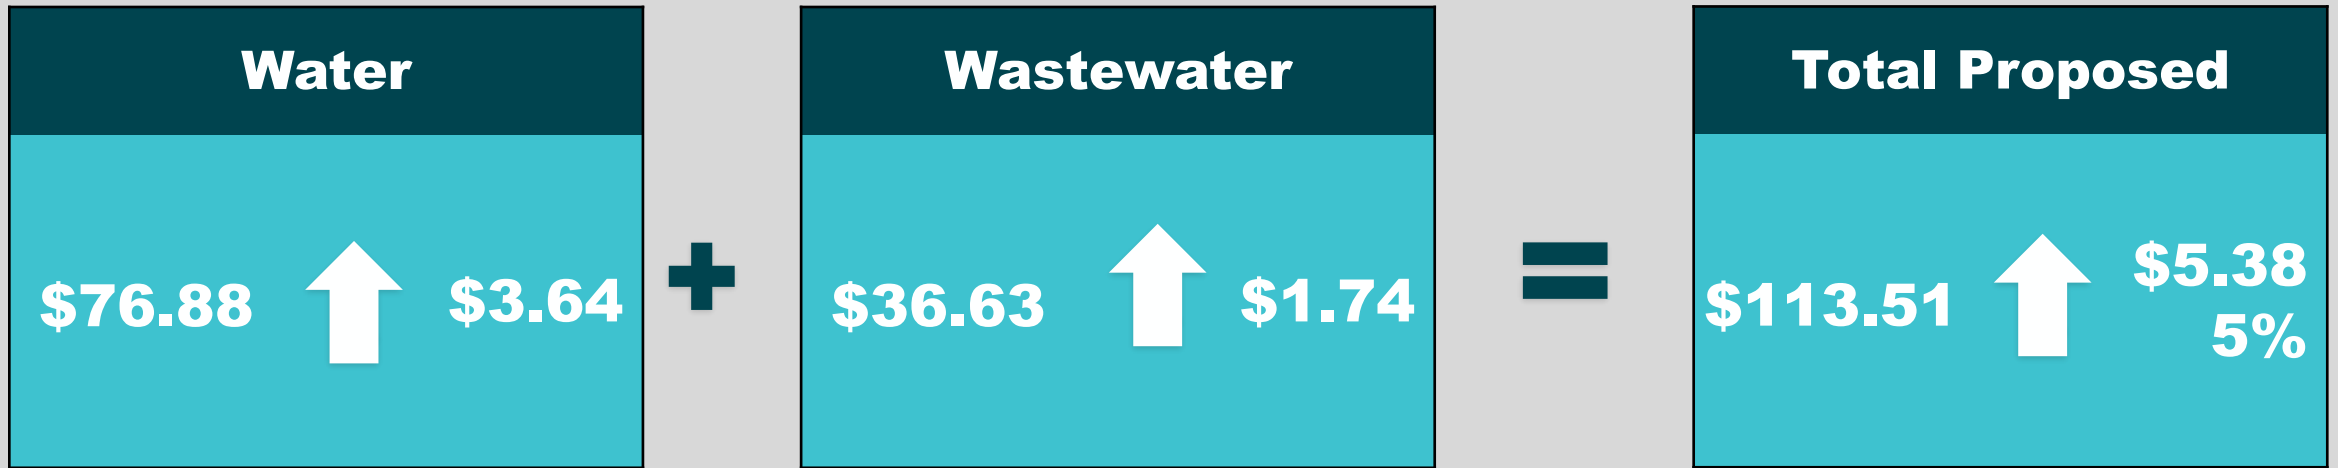 Water
$76.88 $3.64
Wastewater
$36.63 $1.74
Total Proposed
$113.51 $5.38
5%